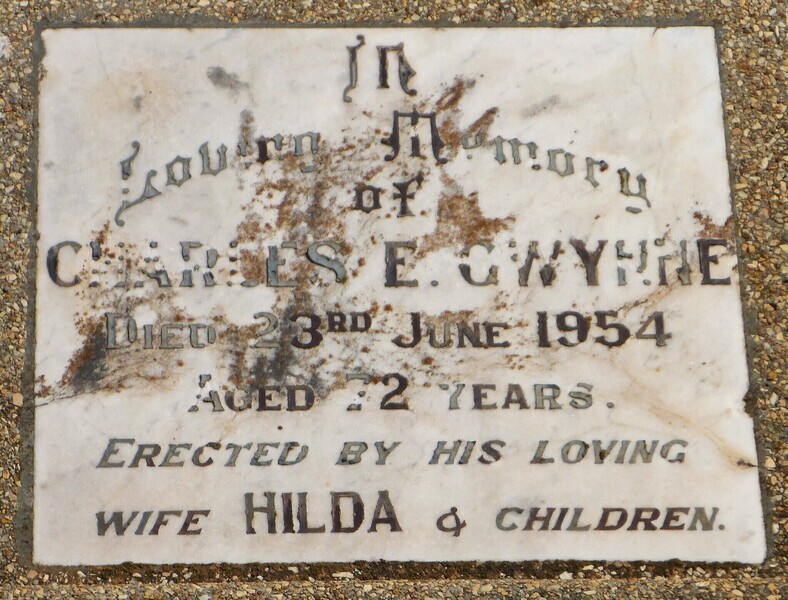 In
Loving Memory
of
CHARLES E. GWYNNE
DIED 23RD JUNE 1954
AGED 72 YEARS.
ERECTED BY HIS LOVING
WIFE HILDA & CHILDREN.